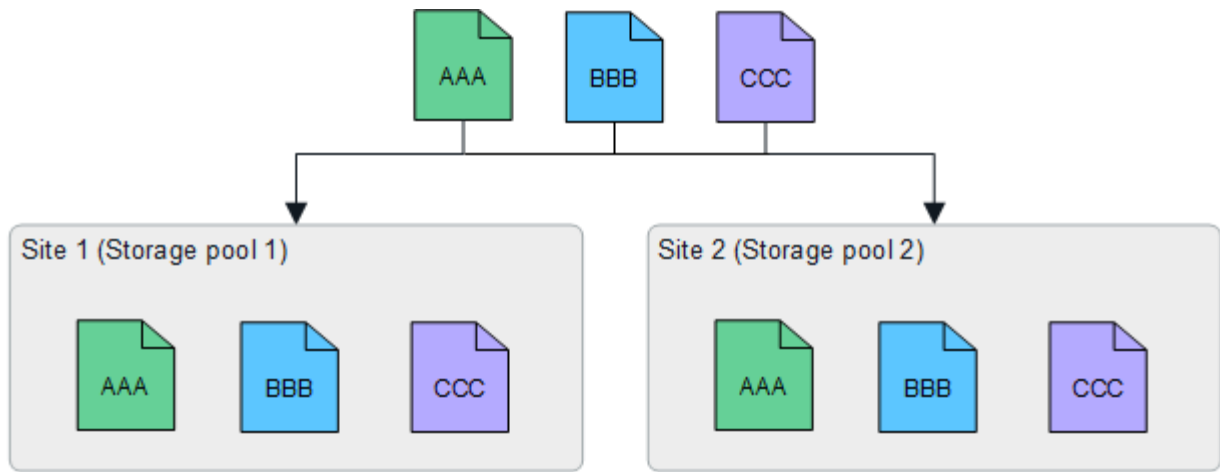 AAA
BBB
CCC
Site 1 (Storage pool 1)
AAA
BBB
CCC
Site 2 (Storage pool 2)
AAA
BBB
CCC